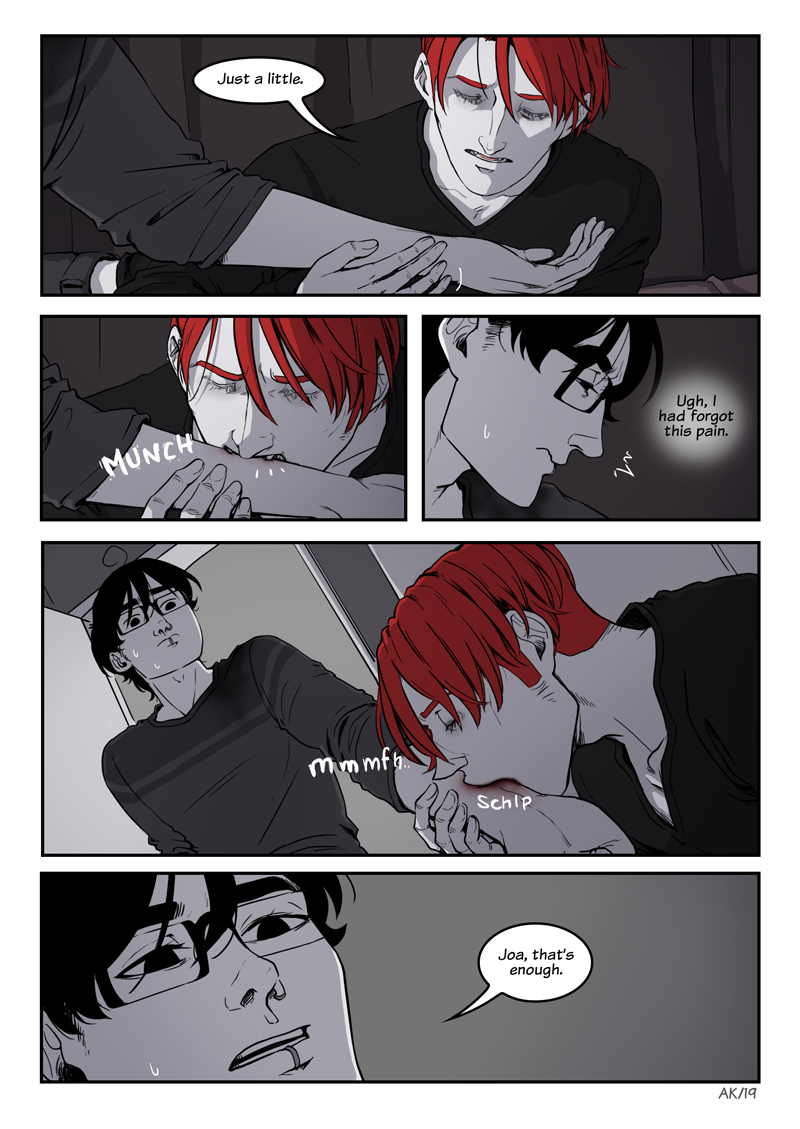 Just a little.
MUNCH
Ugh, I
had forgot
this pain.
mmmfh..
schlp
Joa, that's
enough.
AK/19